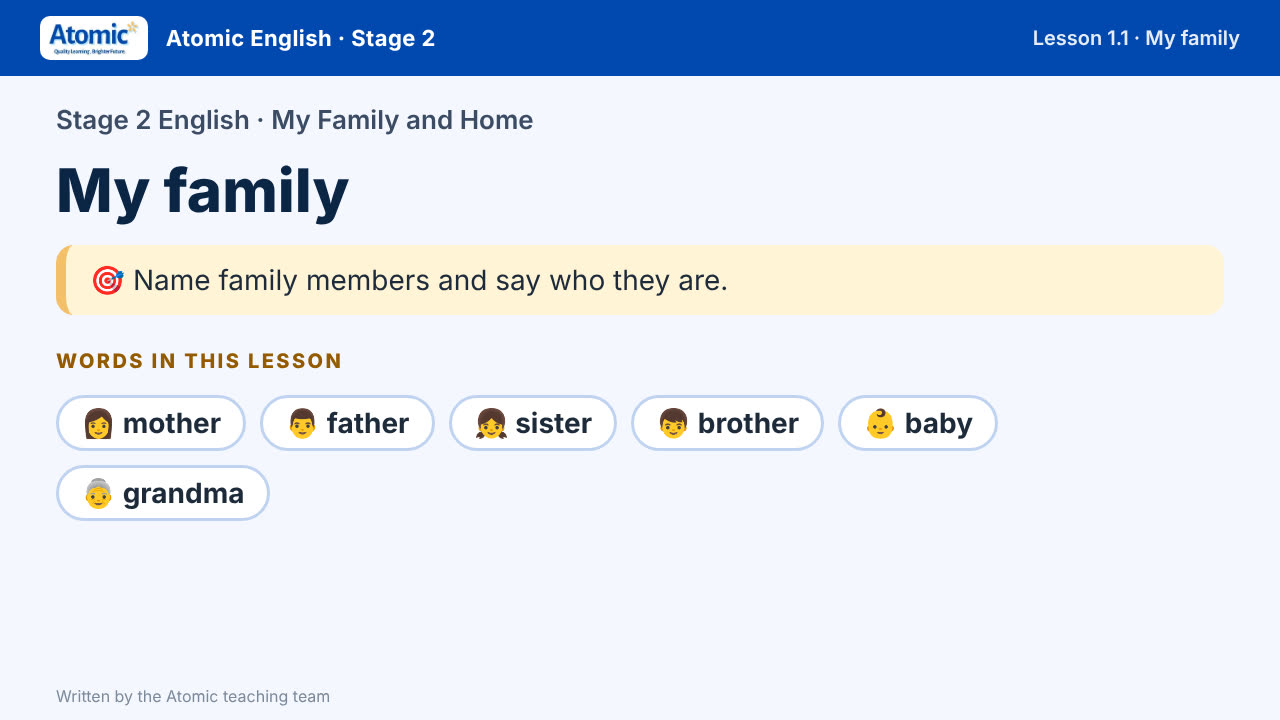 Atomic
Quality Learning . Brighter Future.
Atomic English · Stage 2
Lesson 1.1 · My family
Stage 2 English · My Family and Home
My family
🎯 Name family members and say who they are.
WORDS IN THIS LESSON
👩 mother 👨 father 👧 sister 👦 brother 👶 baby
👵 grandma
Written by the Atomic teaching team